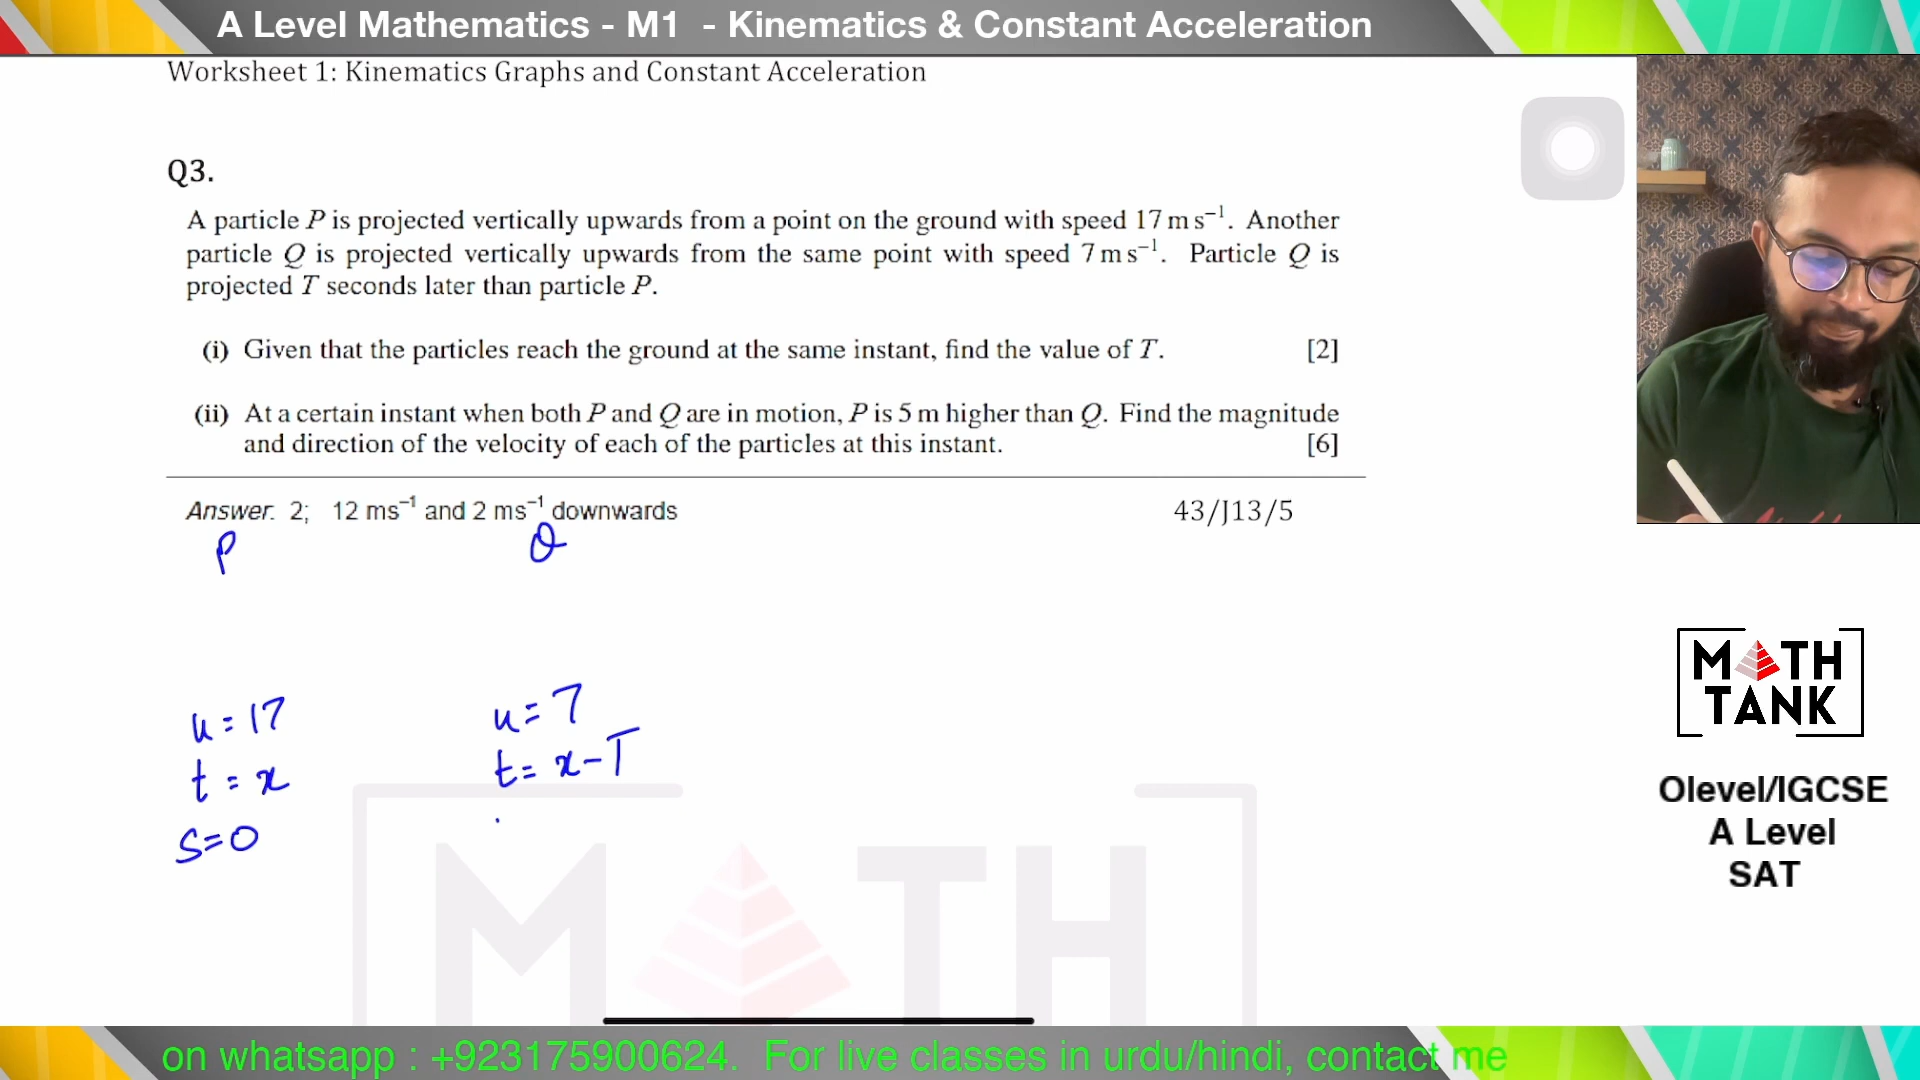 A Level Mathematics - M1 - Kinematics & Constant Acceleration
Worksheet 1: Kinematics Graphs and Constant Acceleration
Q3.
A particle P is projected vertically upwards from a point on the ground with speed 17 m s⁻¹. Another
particle Q is projected vertically upwards from the same point with speed 7 m s⁻¹. Particle Q is
projected T seconds later than particle P.
(i) Given that the particles reach the ground at the same instant, find the value of T. [2]
(ii) At a certain instant when both P and Q are in motion, P is 5 m higher than Q. Find the magnitude
and direction of the velocity of each of the particles at this instant. [6]
Answer: 2; 12 ms⁻¹ and 2 ms⁻¹ downwards 43/J13/5
P Q
u = 17 u = 7
t = x t = x - T
s = 0
MATH
TANK
Olevel/IGCSE
A Level
SAT
MATH
on whatsapp : +923175900624. For live classes in urdu/hindi, contact me